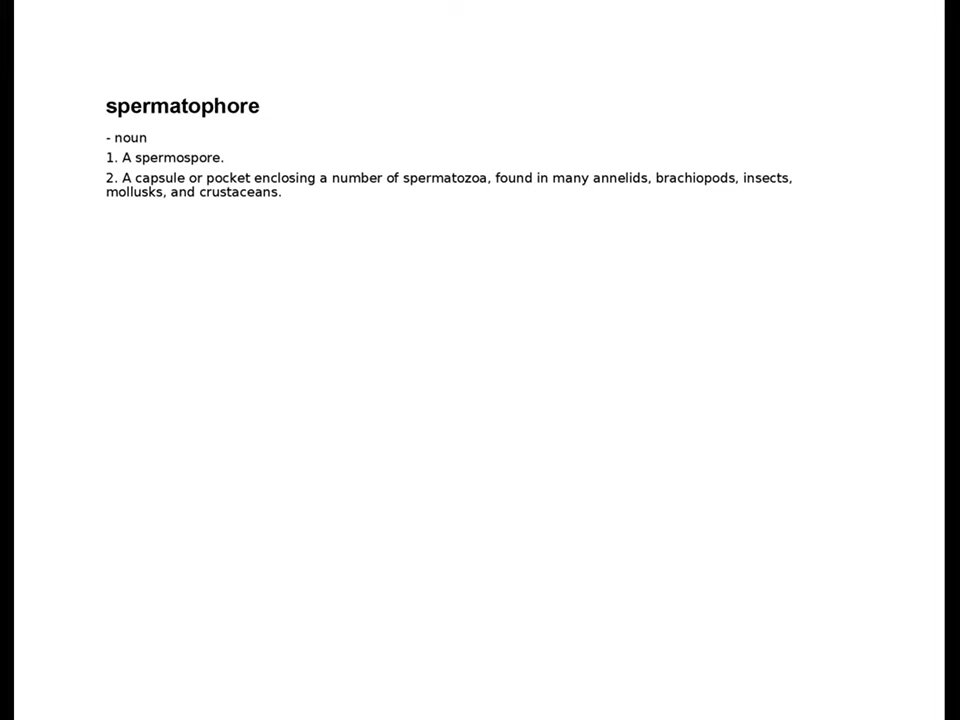 spermatophore
- noun
1. A spermospore.
2. A capsule or pocket enclosing a number of spermatozoa, found in many annelids, brachiopods, insects,
mollusks, and crustaceans.